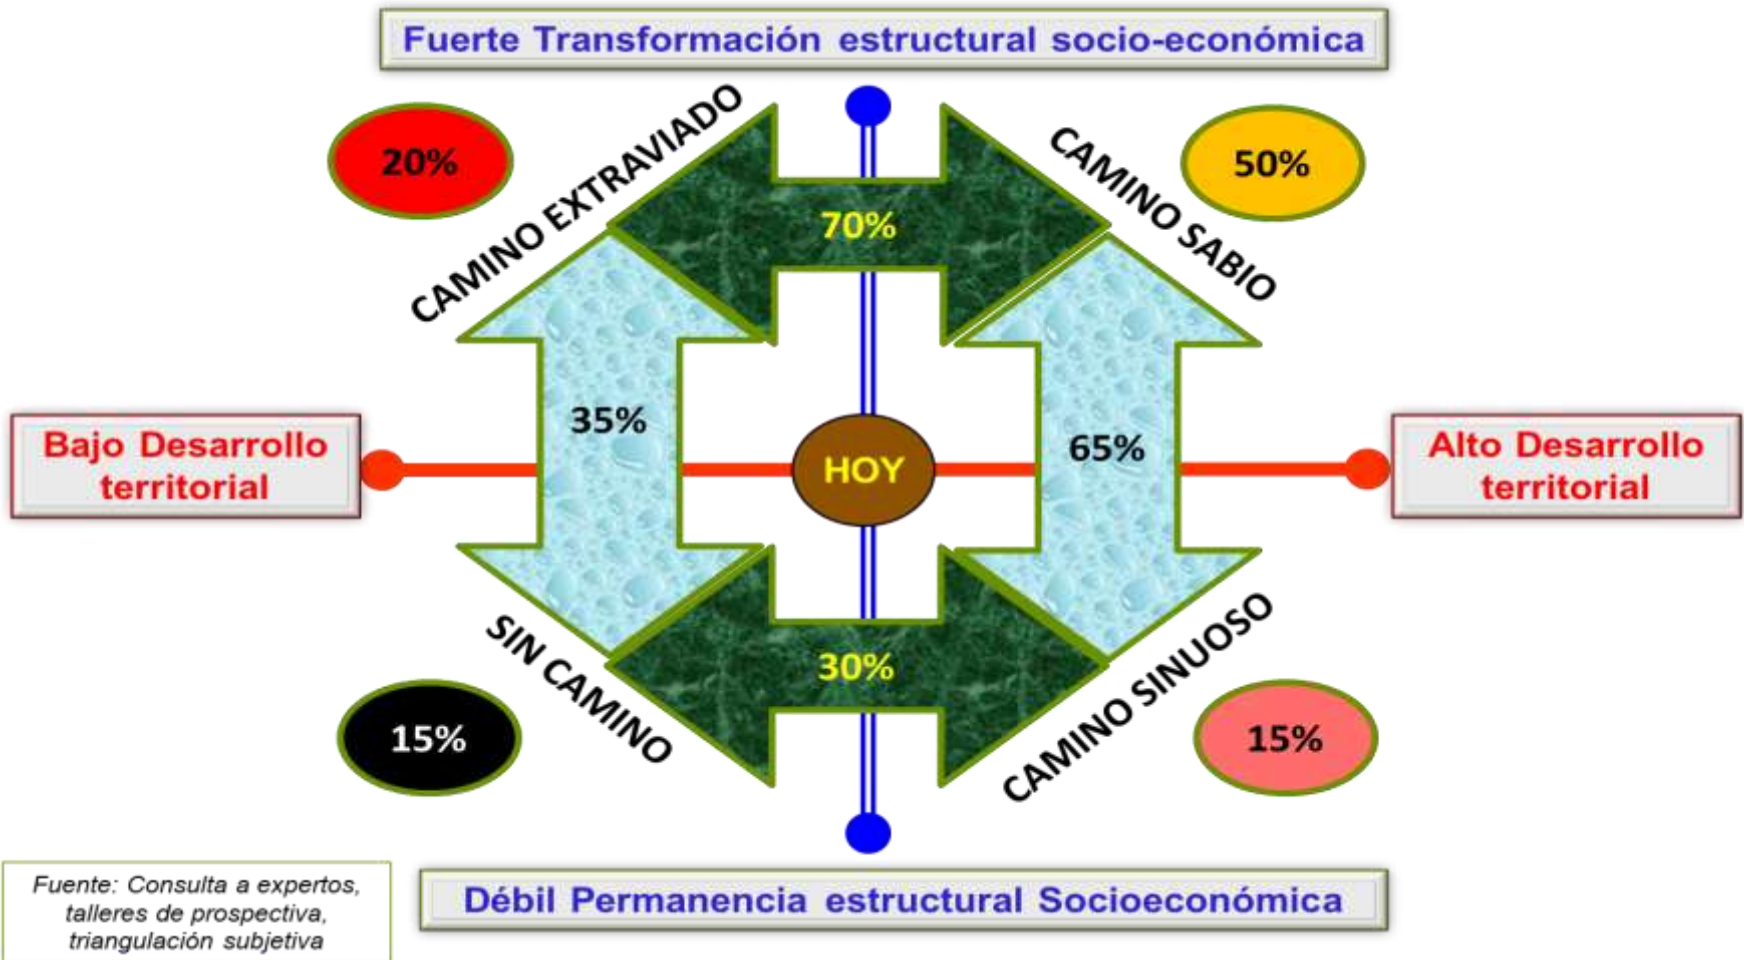 Fuerte Transformación estructural socio-económica
CAMINO EXTRAVIADO
CAMINO SABIO
20%
50%
70%
35%
65%
Bajo Desarrollo
territorial
HOY
Alto Desarrollo
territorial
SIN CAMINO
CAMINO SINUOSO
30%
15%
15%
Fuente: Consulta a expertos,
talleres de prospectiva,
triangulación subjetiva
Débil Permanencia estructural Socioeconómica